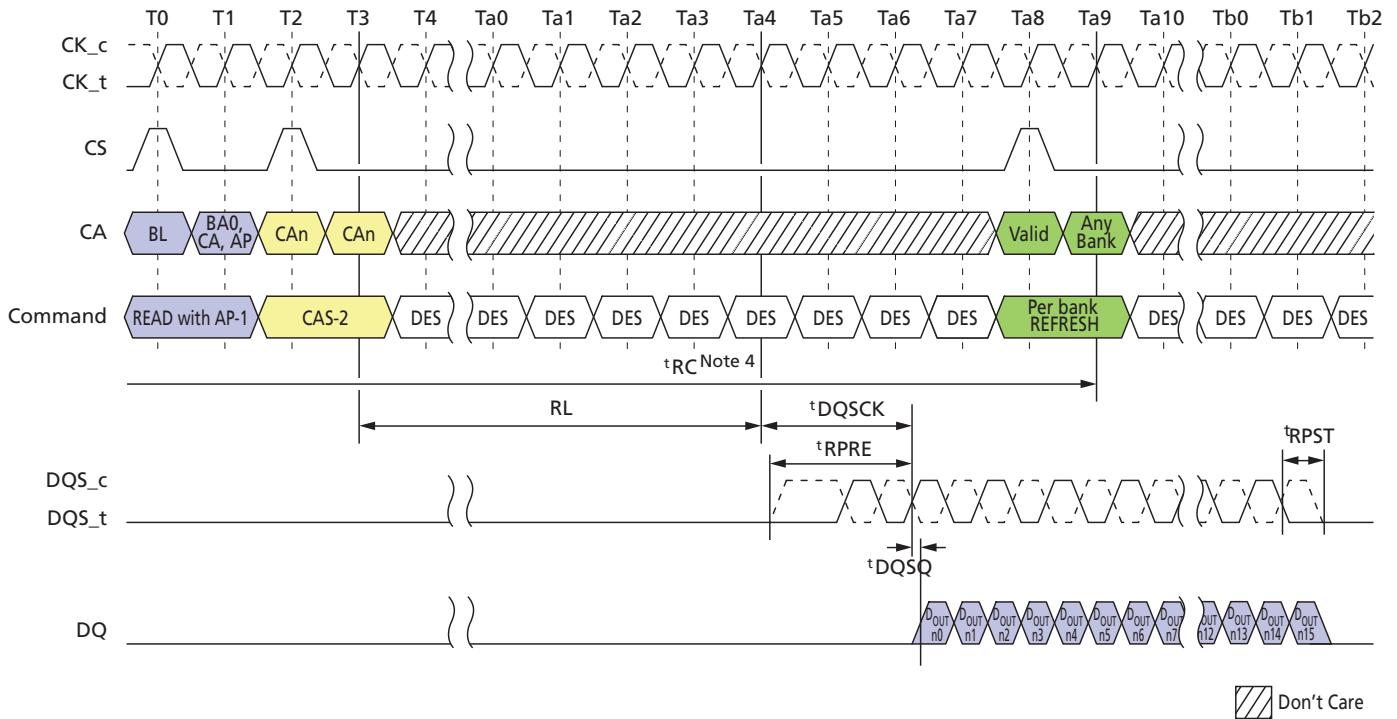 T0 T1 T2 T3 T4 Ta0 Ta1 Ta2 Ta3 Ta4 Ta5 Ta6 Ta7 Ta8 Ta9 Ta10 Tb0 Tb1 Tb2
CK_c
CK_t
CS
CA BL BA0, CA, AP CAn CAn Valid Any Bank
Command READ with AP-1 CAS-2 DES DES DES DES DES DES DES DES DES Per bank REFRESH DES DES DES DES
tRC Note 4
RL tDQSCK
tRPRE tRPST
DQS_c
DQS_t
tDQSQ
DQ DOUT n0 DOUT n1 DOUT n2 DOUT n3 DOUT n4 DOUT n5 DOUT n6 DOUT n7 DOUT n12 DOUT n13 DOUT n14 DOUT n15
Don't Care